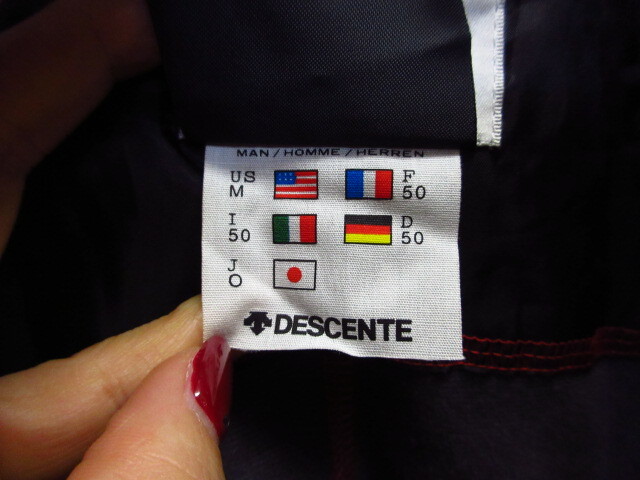 MAN / HOMME / HERREN
US F
M 50
I D
50 50
J
O
DESCENTE